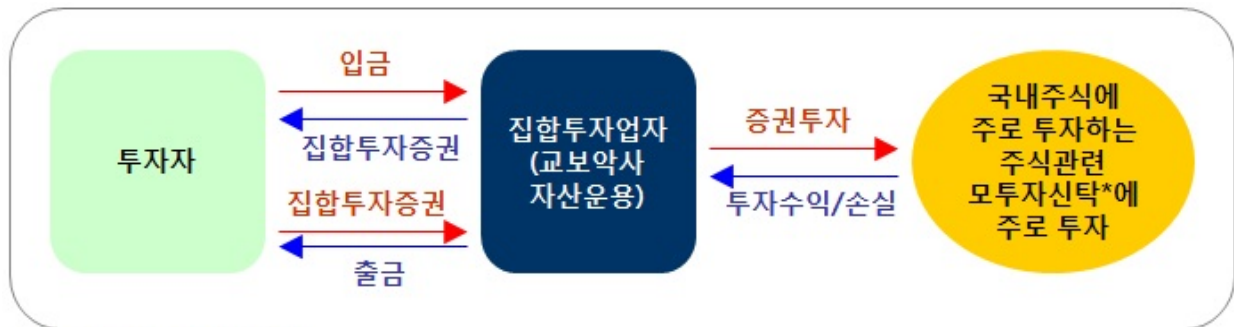 투자자
입금
집합투자증권
집합투자증권
출금
집합투자업자
(교보악사
자산운용)
증권투자
투자수익/손실
국내주식에
주로 투자하는
주식관련
모투자신탁*에
주로 투자